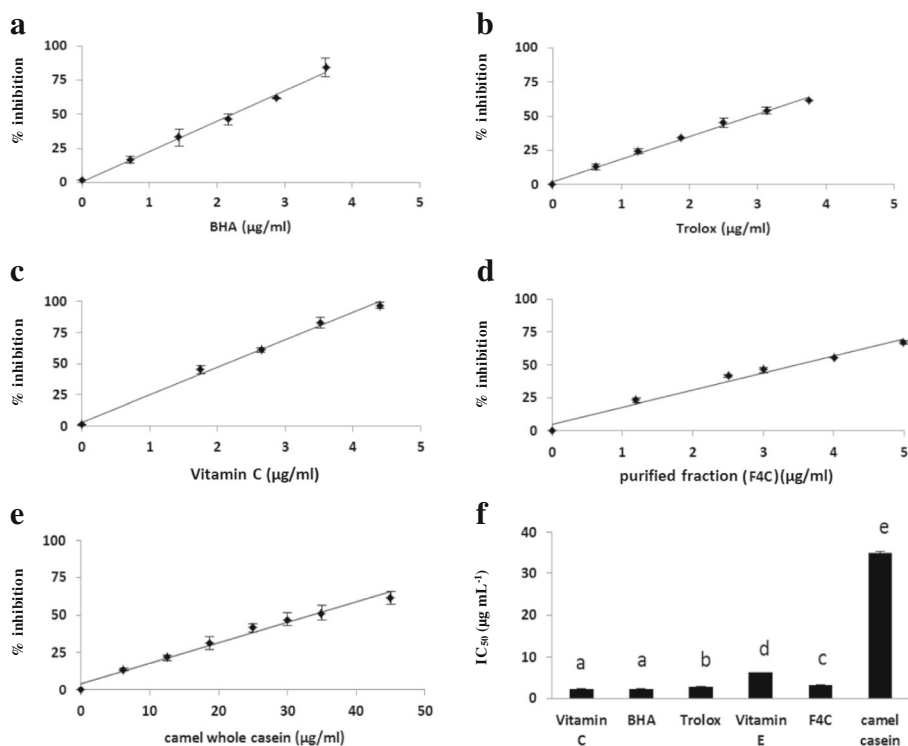 a
100
75
50
25
0
% inhibition
0 1 2 3 4 5
BHA (µg/ml)
b
100
75
50
25
0
% inhibition
0 1 2 3 4 5
Trolox (µg/ml)
c
100
75
50
25
0
% inhibition
0 1 2 3 4 5
Vitamin C (µg/ml)
d
100
75
50
25
0
% inhibition
0 1 2 3 4 5
purified fraction (F4C)(µg/ml)
e
100
75
50
25
0
% inhibition
0 10 20 30 40 50
camel whole casein (µg/ml)
f
40
30
20
10
0
IC50 (µg mL-1)
a a b d c e
Vitamin C
BHA
Trolox
Vitamin E
F4C
camel casein